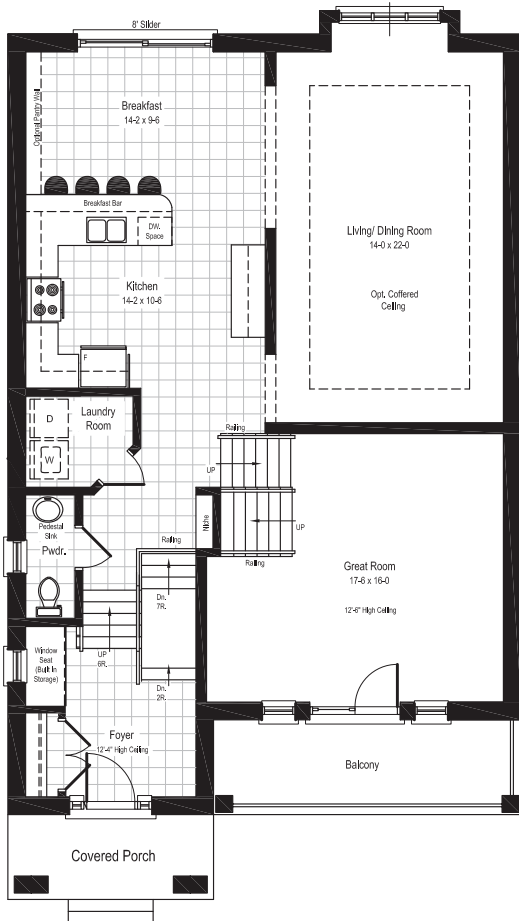 8' Slider
Optional Pantry Wall
Breakfast
14-2 x 9-6
Breakfast Bar
DW.
Space
Living/ Dining Room
14-0 x 22-0
Opt. Coffered
Ceiling
Kitchen
14-2 x 10-6
F
Laundry
Room
D
W
Railing
UP
UP
Niche
Railing
Railing
Pedestal
Sink
Pwdr.
Great Room
17-6 x 16-0
12'-6" High Ceiling
Dn.
7R.
UP
6R.
Dn.
2R.
Window
Seat
(Built In
Storage)
Foyer
12'-4" High Ceiling
Balcony
Covered Porch